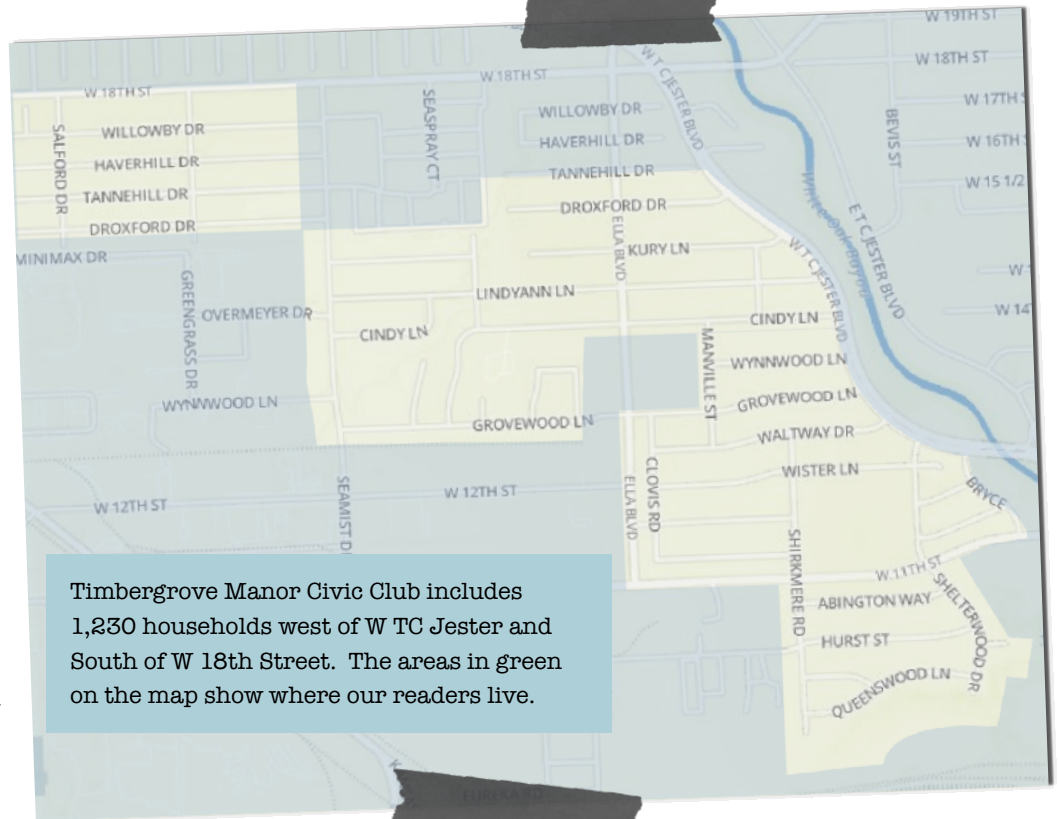 W 19TH ST
W 18TH ST
W 18TH ST
W 18TH ST
W T C JESTER BLVD
W 17TH S
WILLOWBY DR
WILLOWBY DR
SEASPRAY CT
SALFORD DR
BEVIS ST
HAVERHILL DR
HAVERHILL DR
W 16TH
TANNEHILL DR
TANNEHILL DR
W 15 1/2
White Oak Bayou
DROXFORD DR
DROXFORD DR
ELLA BLVD
E T C JESTER BLVD
MINIMAX DR
KURY LN
W T C JESTER BLVD
GREENGRASS DR
LINDYANN LN
OVERMEYER DR
CINDY LN
CINDY LN
W 14
MANVILLE ST
WYNNWOOD LN
WYNNWOOD LN
GROVEWOOD LN
GROVEWOOD LN
WALTWAY DR
CLOVIS RD
WISTER LN
ELLA BLVD
W 12TH ST
W 12TH ST
SEAMIST D
BRYCE
SHIRKMERE RD
W. 11TH ST
SHELTERWOOD DR
ABINGTON WAY
HURST ST
QUEENSWOOD LN
Timbergrove Manor Civic Club includes
1,230 households west of W TC Jester and
South of W 18th Street. The areas in green
on the map show where our readers live.
EUREKA RD